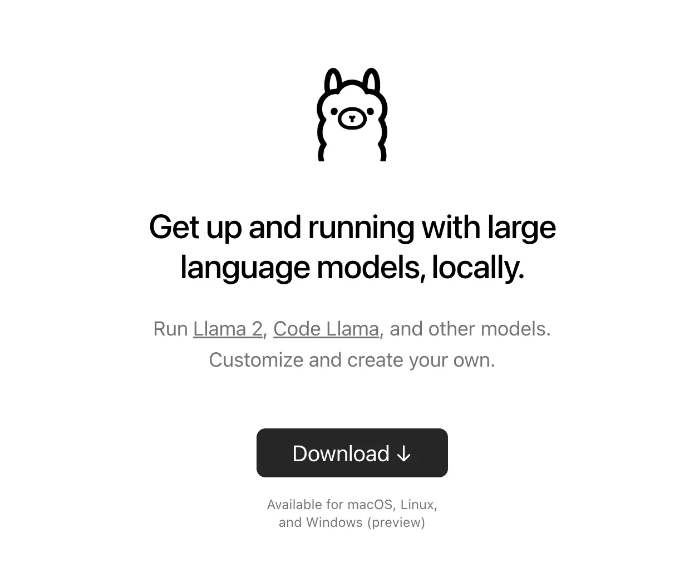 Get up and running with large
language models, locally.
Run Llama 2, Code Llama, and other models.
Customize and create your own.
Download ↓
Available for macOS, Linux,
and Windows (preview)